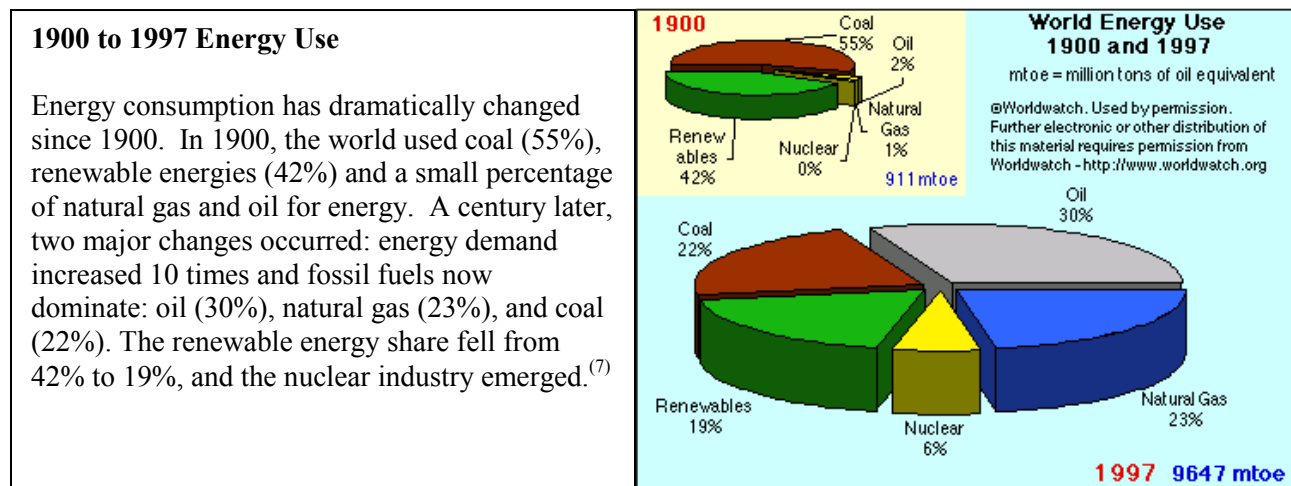 1900 to 1997 Energy Use
Energy consumption has dramatically changed
since 1900. In 1900, the world used coal (55%),
renewable energies (42%) and a small percentage
of natural gas and oil for energy. A century later,
two major changes occurred: energy demand
increased 10 times and fossil fuels now
dominate: oil (30%), natural gas (23%), and coal
(22%). The renewable energy share fell from
42% to 19%, and the nuclear industry emerged.(7)
1900
Coal
55%
Oil
2%
Natural
Gas
1%
Nuclear
0%
Renew
ables
42%
911 mtoe
World Energy Use
1900 and 1997
mtoe = million tons of oil equivalent
@Worldwatch. Used by permission.
Further electronic or other distribution of
this material requires permission from
Worldwatch - http://www.worldwatch.org
Oil
30%
Coal
22%
Renewables
19%
Nuclear
6%
Natural Gas
23%
1997 9647 mtoe